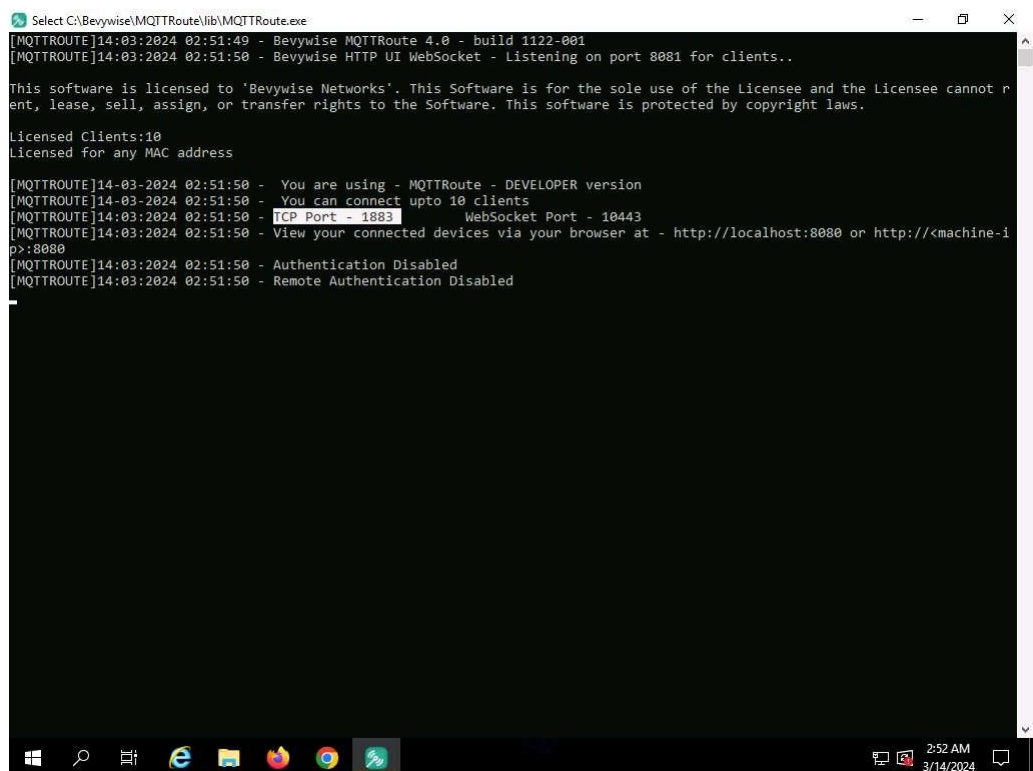 Select C:\Bevywise\MQTTRoute\lib\MQTTRoute.exe
[MQTTROUTE]14:03:2024 02:51:49 - Bevywise MQTTRoute 4.0 - build 1122-001
[MQTTROUTE]14:03:2024 02:51:50 - Bevywise HTTP UI WebSocket - Listening on port 8081 for clients..
This software is licensed to 'Bevywise Networks'. This Software is for the sole use of the Licensee and the Licensee cannot r
ent, lease, sell, assign, or transfer rights to the Software. This software is protected by copyright laws.
Licensed Clients:10
Licensed for any MAC address
[MQTTROUTE]14-03-2024 02:51:50 -  You are using - MQTTRoute - DEVELOPER version
[MQTTROUTE]14-03-2024 02:51:50 -  You can connect upto 10 clients
[MQTTROUTE]14:03:2024 02:51:50 - TCP Port - 1883         WebSocket Port - 10443
[MQTTROUTE]14:03:2024 02:51:50 - View your connected devices via your browser at - http://localhost:8080 or http://<machine-i
p>:8080
[MQTTROUTE]14:03:2024 02:51:50 - Authentication Disabled
[MQTTROUTE]14:03:2024 02:51:50 - Remote Authentication Disabled
2:52 AM
3/14/2024